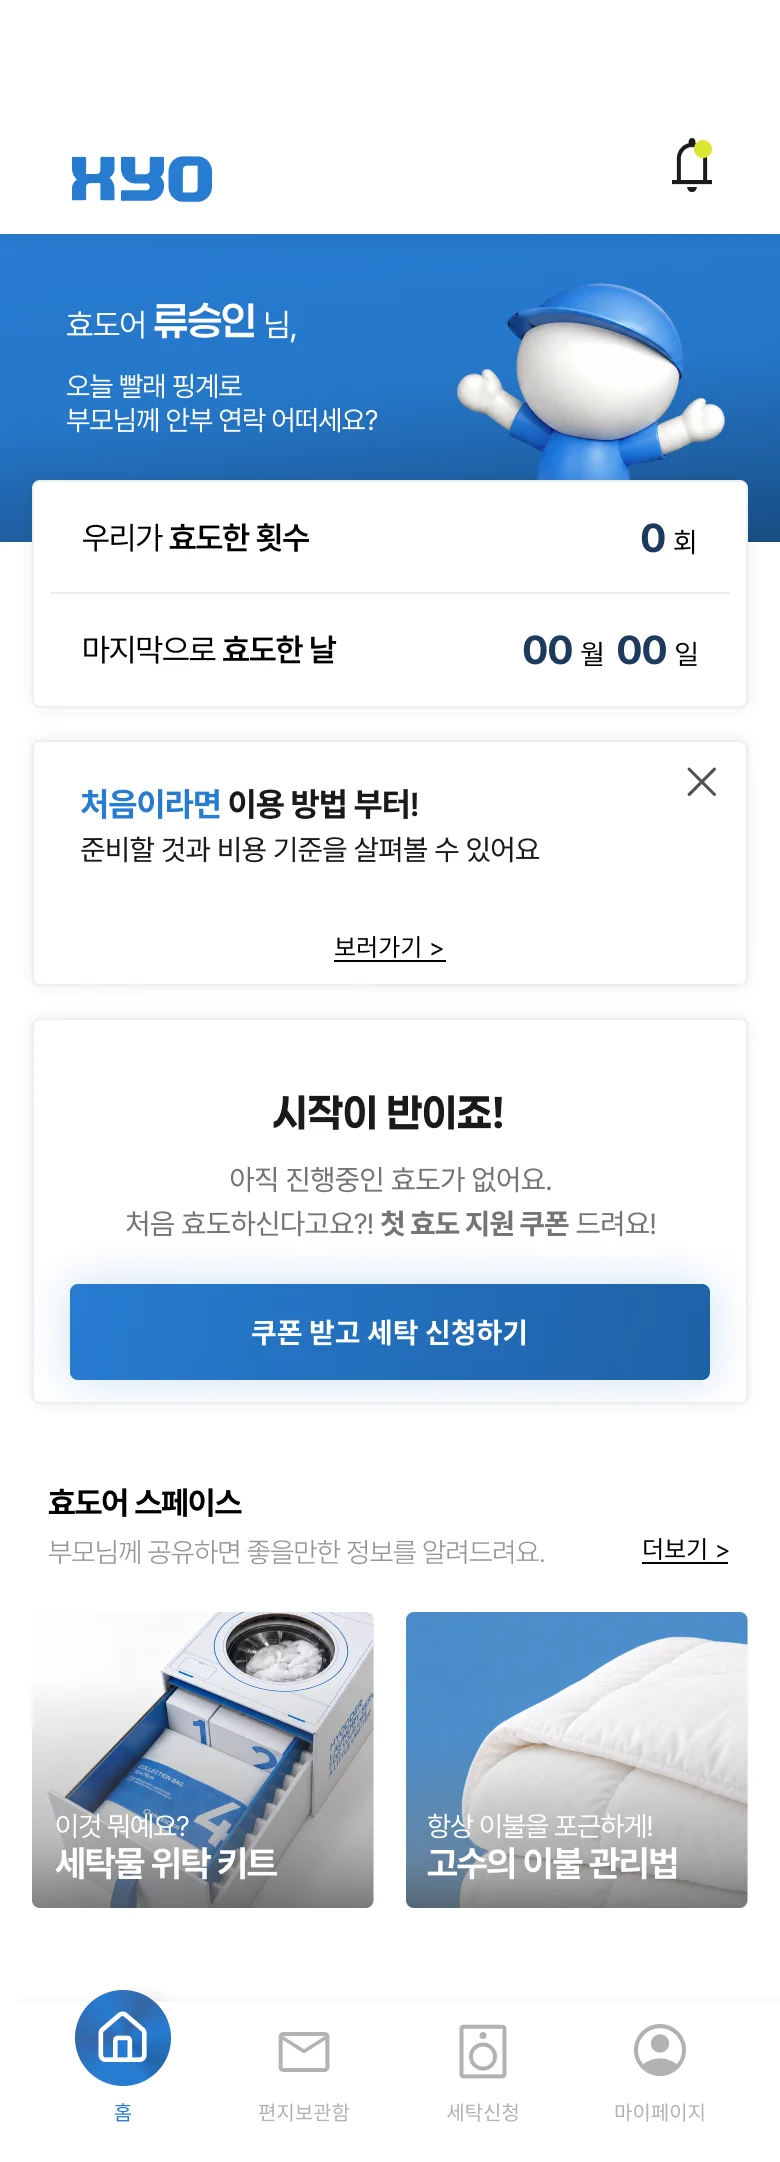 XYO
효도어 류승인 님,
오늘 빨래 핑계로
부모님께 안부 연락 어떠세요?
우리가 효도한 횟수 0 회
마지막으로 효도한 날 00 월 00 일
처음이라면 이용 방법 부터!
준비할 것과 비용 기준을 살펴볼 수 있어요
보러가기 >
시작이 반이죠!
아직 진행중인 효도가 없어요.
처음 효도하신다고요?! 첫 효도 지원 쿠폰 드려요!
쿠폰 받고 세탁 신청하기
효도어 스페이스
부모님께 공유하면 좋을만한 정보를 알려드려요. 더보기 >
1 2
COLLECTION BAG
4
이것 뭐예요?
세탁물 위탁 키트
항상 이불을 포근하게!
고수의 이불 관리법
홈 편지보관함 세탁신청 마이페이지